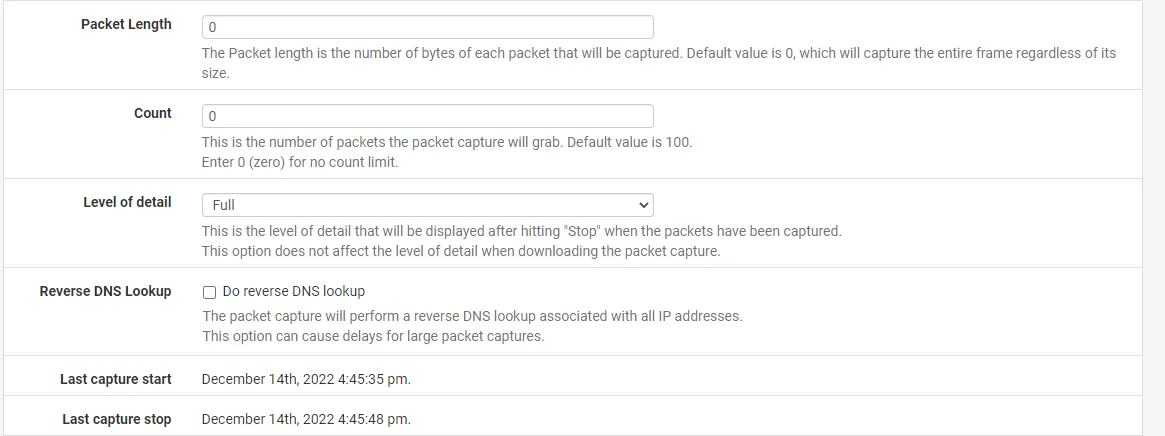 Packet Length
0
The Packet length is the number of bytes of each packet that will be captured. Default value is 0, which will capture the entire frame regardless of its
size.
Count
0
This is the number of packets the packet capture will grab. Default value is 100.
Enter 0 (zero) for no count limit.
Level of detail
Full
This is the level of detail that will be displayed after hitting "Stop" when the packets have been captured.
This option does not affect the level of detail when downloading the packet capture.
Reverse DNS Lookup
Do reverse DNS lookup
The packet capture will perform a reverse DNS lookup associated with all IP addresses.
This option can cause delays for large packet captures.
Last capture start
December 14th, 2022 4:45:35 pm.
Last capture stop
December 14th, 2022 4:45:48 pm.